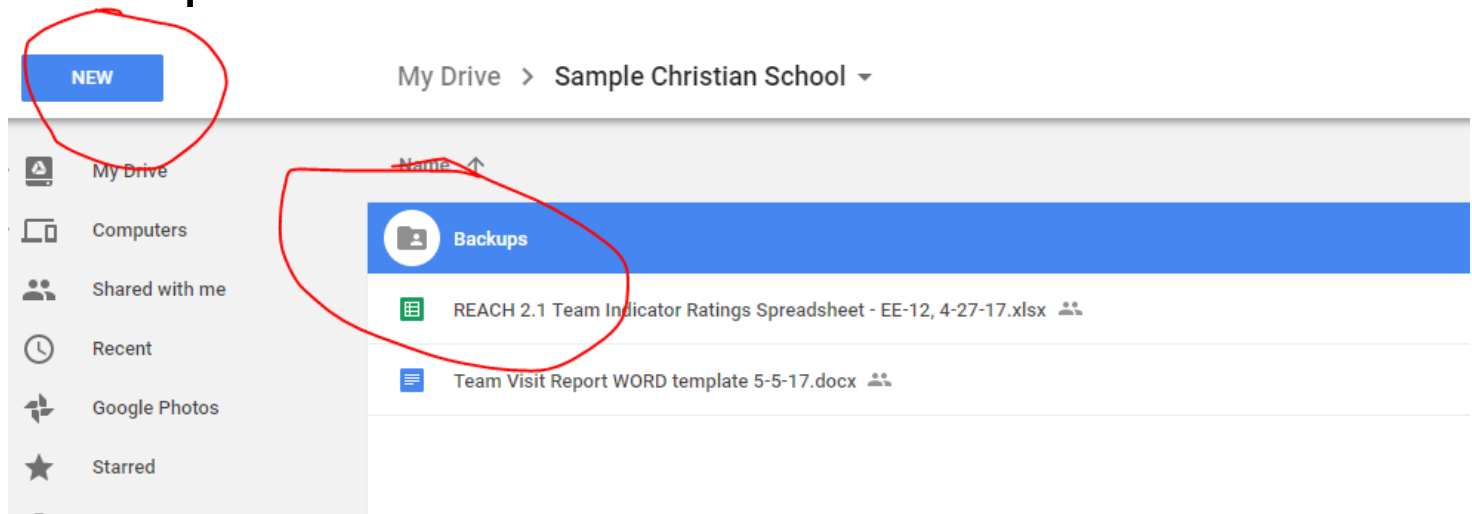 NEW
My Drive > Sample Christian School
My Drive
Computers
Shared with me
Recent
Google Photos
Starred
Name
Backups
REACH 2.1 Team Indicator Ratings Spreadsheet - EE-12, 4-27-17.xlsx
Team Visit Report WORD template 5-5-17.docx